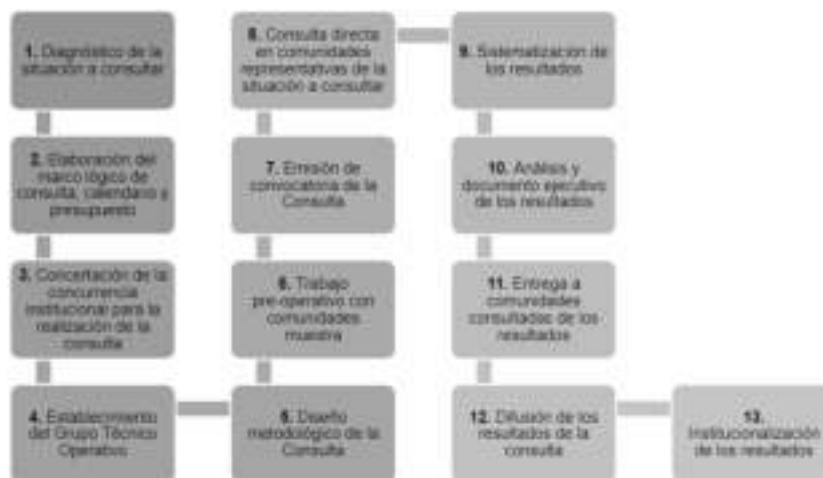 1. Diagnóstico de la
situación a consultar
2. Elaboración del
marco lógico de
consulta, calendario y
presupuesto
3. Concertación de la
concurrencia
institucional para la
realización de la
consulta
4. Establecimiento
del Grupo Técnico
Operativo
5. Diseño
metodológico de la
Consulta
6. Trabajo
pre-operativo con
comunidades
muestra
7. Emisión de
convocatoria de la
Consulta
8. Consulta directa
en comunidades
representativas de la
situación a consultar
9. Sistematización de
los resultados
10. Análisis y
documento ejecutivo
de los resultados
11. Entrega a
comunidades
consultadas de los
resultados
12. Difusión de los
resultados de la
consulta
13.
Institucionalización
de los resultados